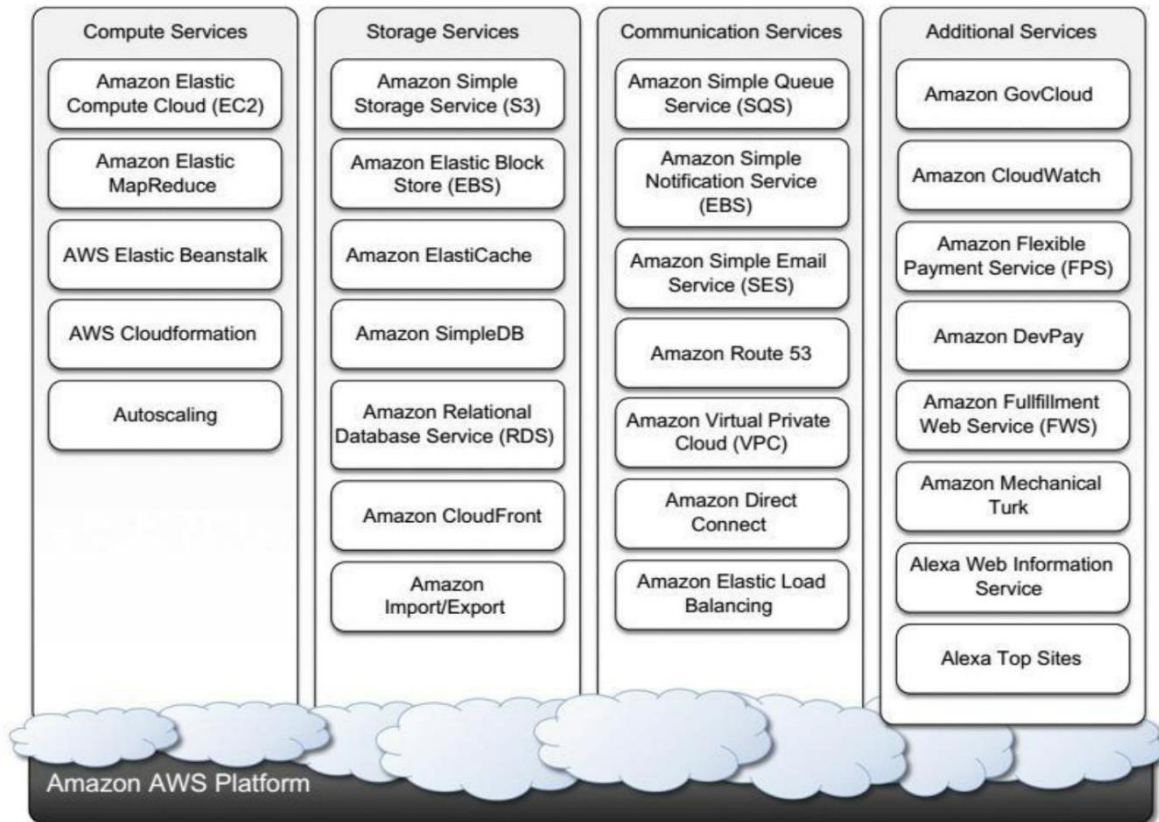 Compute Services
Amazon Elastic
Compute Cloud (EC2)
Amazon Elastic
MapReduce
AWS Elastic Beanstalk
AWS Cloudformation
Autoscaling
Storage Services
Amazon Simple
Storage Service (S3)
Amazon Elastic Block
Store (EBS)
Amazon ElastiCache
Amazon SimpleDB
Amazon Relational
Database Service (RDS)
Amazon CloudFront
Amazon
Import/Export
Communication Services
Amazon Simple Queue
Service (SQS)
Amazon Simple
Notification Service
(EBS)
Amazon Simple Email
Service (SES)
Amazon Route 53
Amazon Virtual Private
Cloud (VPC)
Amazon Direct
Connect
Amazon Elastic Load
Balancing
Additional Services
Amazon GovCloud
Amazon CloudWatch
Amazon Flexible
Payment Service (FPS)
Amazon DevPay
Amazon Fullfillment
Web Service (FWS)
Amazon Mechanical
Turk
Alexa Web Information
Service
Alexa Top Sites
Amazon AWS Platform